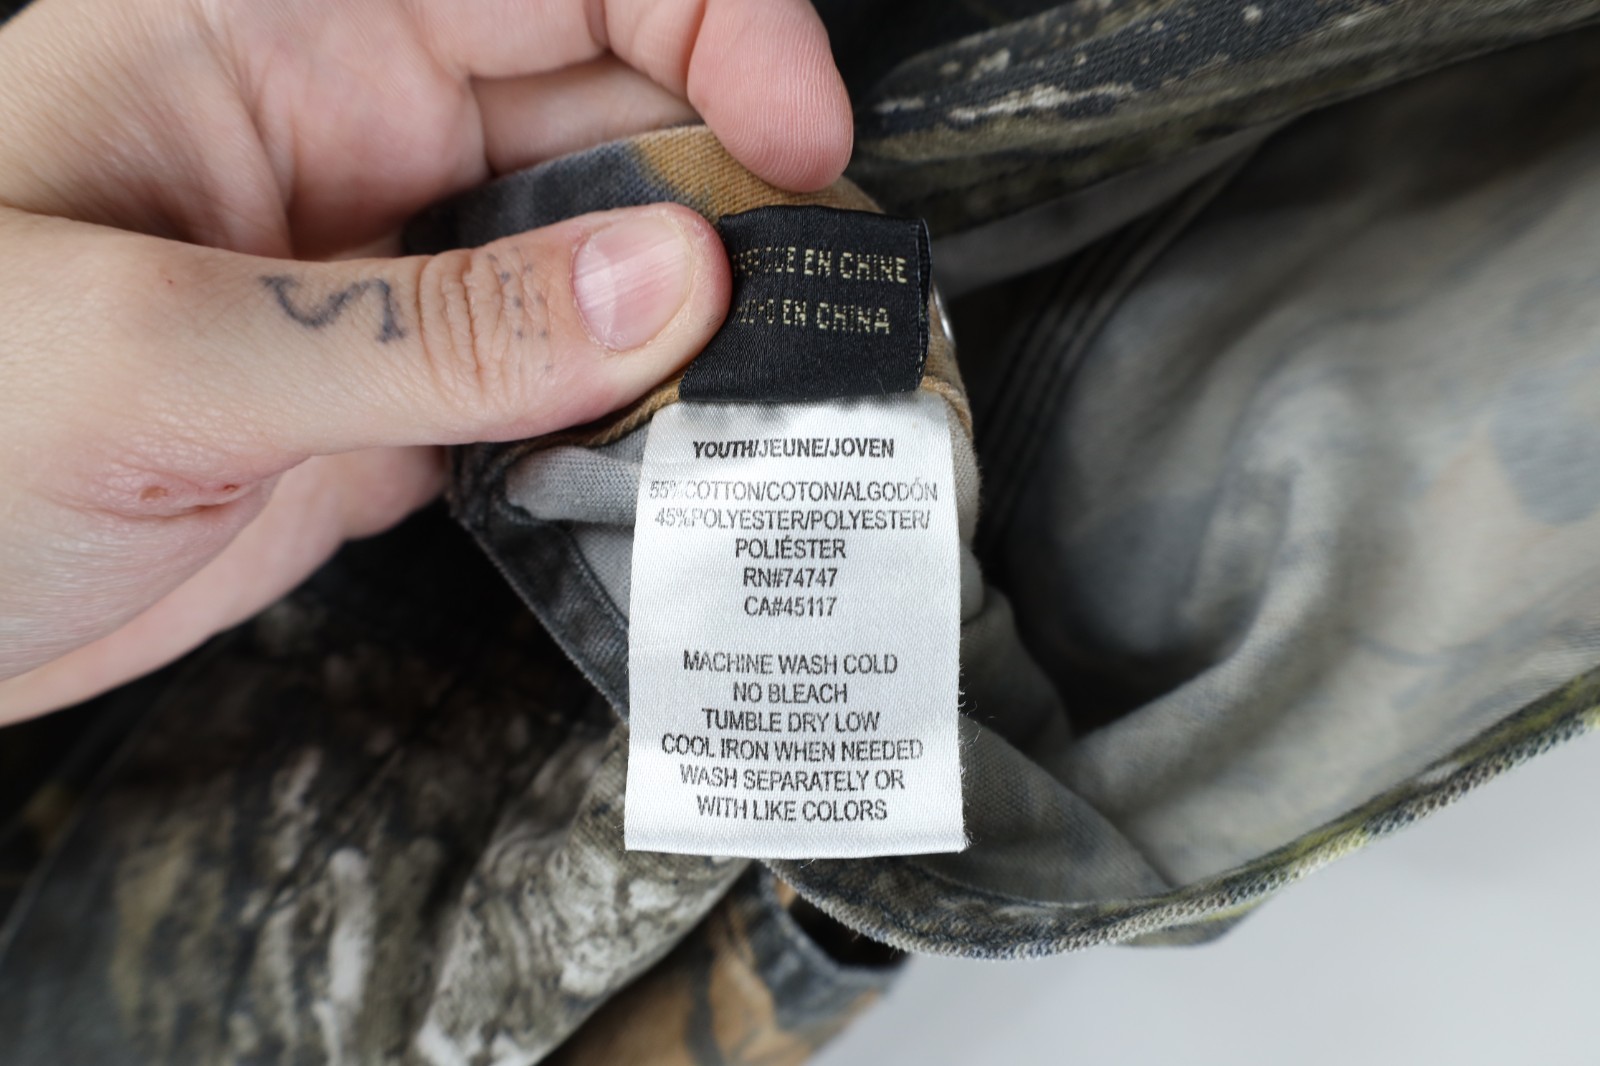 EN CHINE
EN CHINA
YOUTH/JEUNE/JOVEN
55%COTTON/COTON/ALGODÓN
45%POLYESTER/POLYESTER/
POLIÉSTER
RN#74747
CA#45117
MACHINE WASH COLD
NO BLEACH
TUMBLE DRY LOW
COOL IRON WHEN NEEDED
WASH SEPARATELY OR
WITH LIKE COLORS